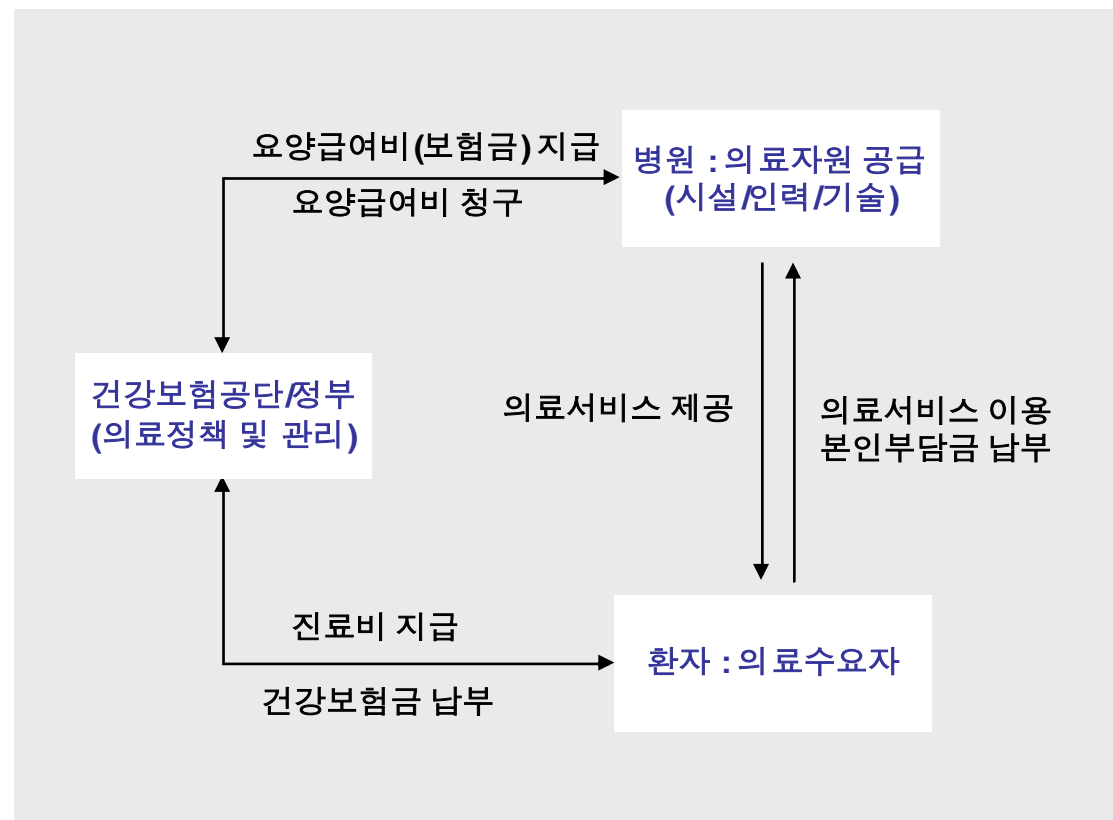 요양급여비(보험금) 지급
요양급여비 청구
병원 : 의료자원 공급
(시설/인력/기술)
건강보험공단/정부
(의료정책 및 관리)
의료서비스 제공
의료서비스 이용
본인부담금 납부
진료비 지급
건강보험금 납부
환자 : 의료수요자